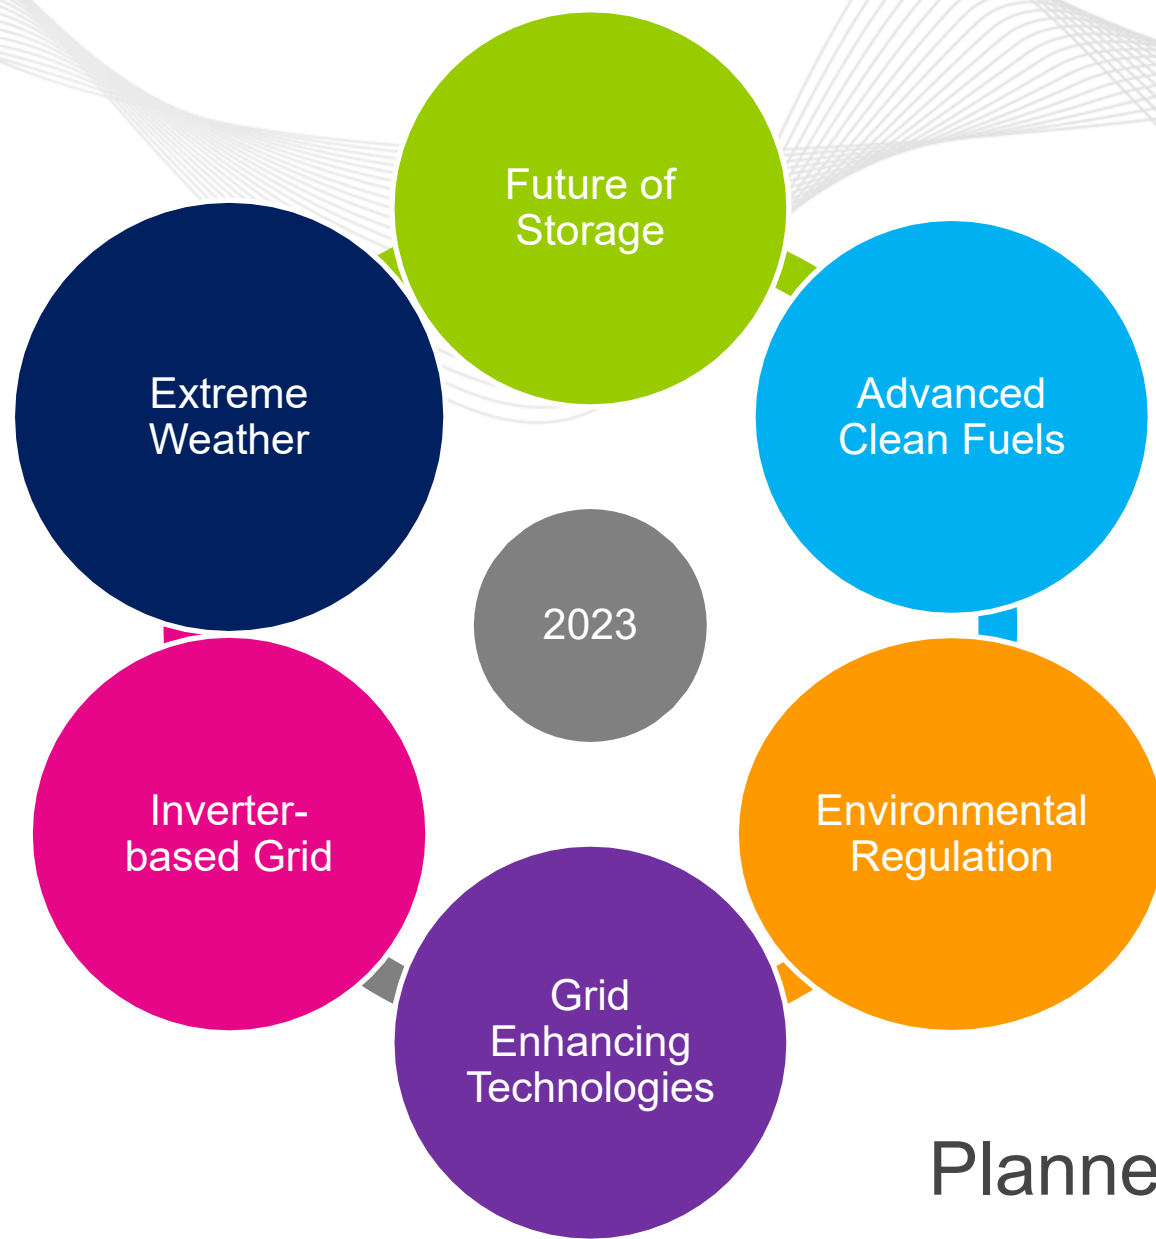 Future of
Storage
Advanced
Clean Fuels
Environmental
Regulation
Grid
Enhancing
Technologies
Inverter-
based Grid
Extreme
Weather
2023
Planne